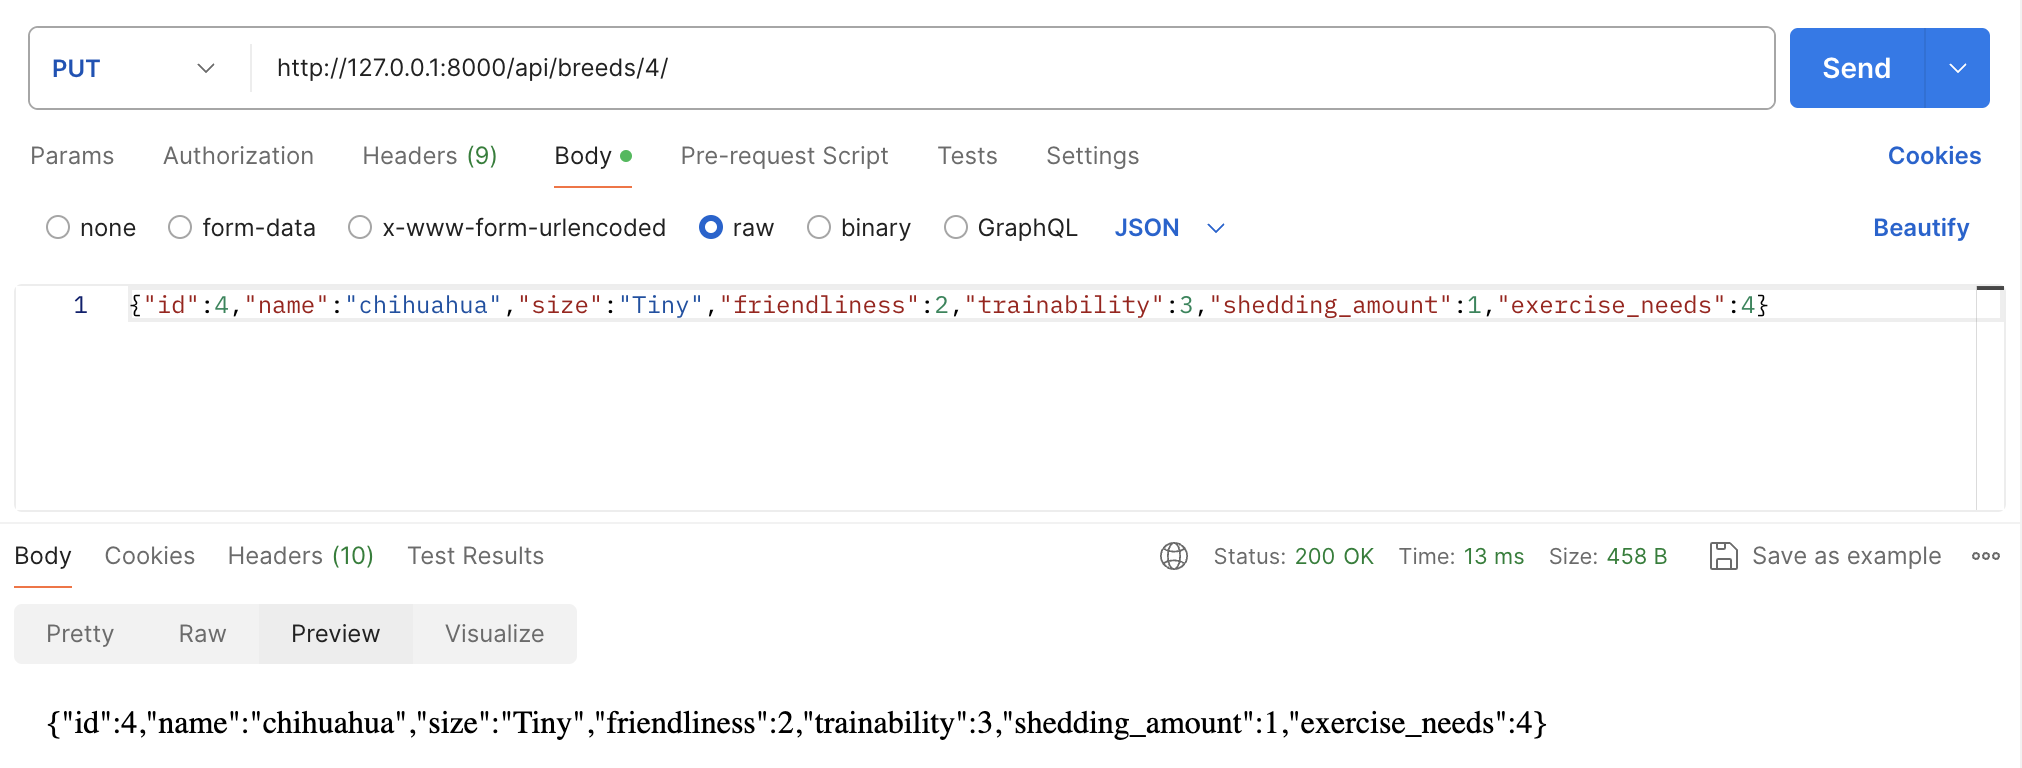 PUT http://127.0.0.1:8000/api/breeds/4/ Send
Params Authorization Headers (9) Body Pre-request Script Tests Settings Cookies
none form-data x-www-form-urlencoded raw binary GraphQL JSON Beautify
1 {"id":4,"name":"chihuahua","size":"Tiny","friendliness":2,"trainability":3,"shedding_amount":1,"exercise_needs":4}
Body Cookies Headers (10) Test Results Status: 200 OK Time: 13 ms Size: 458 B Save as example
Pretty Raw Preview Visualize
{"id":4,"name":"chihuahua","size":"Tiny","friendliness":2,"trainability":3,"shedding_amount":1,"exercise_needs":4}